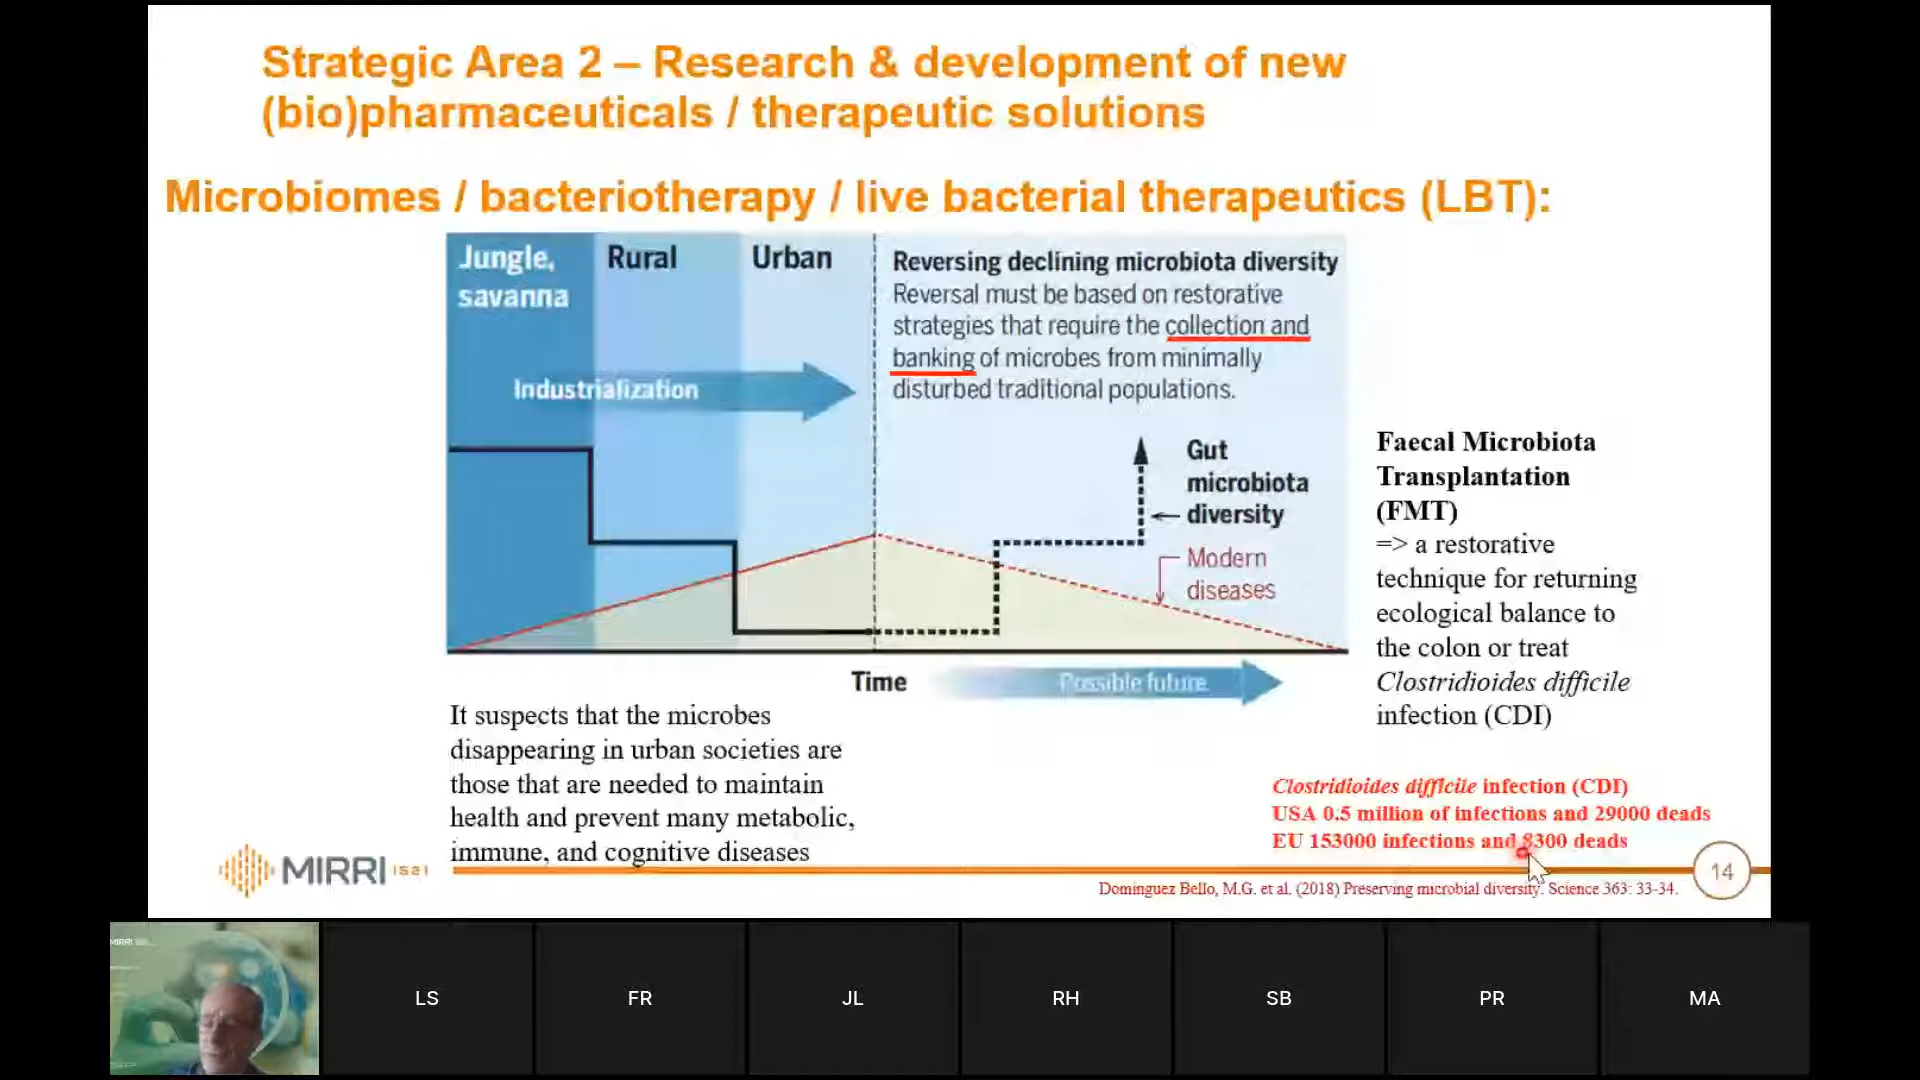 Strategic Area 2 – Research & development of new
(bio)pharmaceuticals / therapeutic solutions
Microbiomes / bacteriotherapy / live bacterial therapeutics (LBT):
Jungle,
savanna
Rural
Urban
Industrialization
Reversing declining microbiota diversity
Reversal must be based on restorative
strategies that require the collection and
banking of microbes from minimally
disturbed traditional populations.
Gut
microbiota
diversity
Modern
diseases
Time
Possible future
Faecal Microbiota
Transplantation
(FMT)
=> a restorative
technique for returning
ecological balance to
the colon or treat
Clostridioides difficile
infection (CDI)
It suspects that the microbes
disappearing in urban societies are
those that are needed to maintain
health and prevent many metabolic,
immune, and cognitive diseases
Clostridioides difficile infection (CDI)
USA 0.5 million of infections and 29000 deads
EU 153000 infections and 8300 deads
MIRRI IS21
14
Dominguez Bello, M.G. et al. (2018) Preserving microbial diversity. Science 363: 33-34.
MIRRI
LS
FR
JL
RH
SB
PR
MA